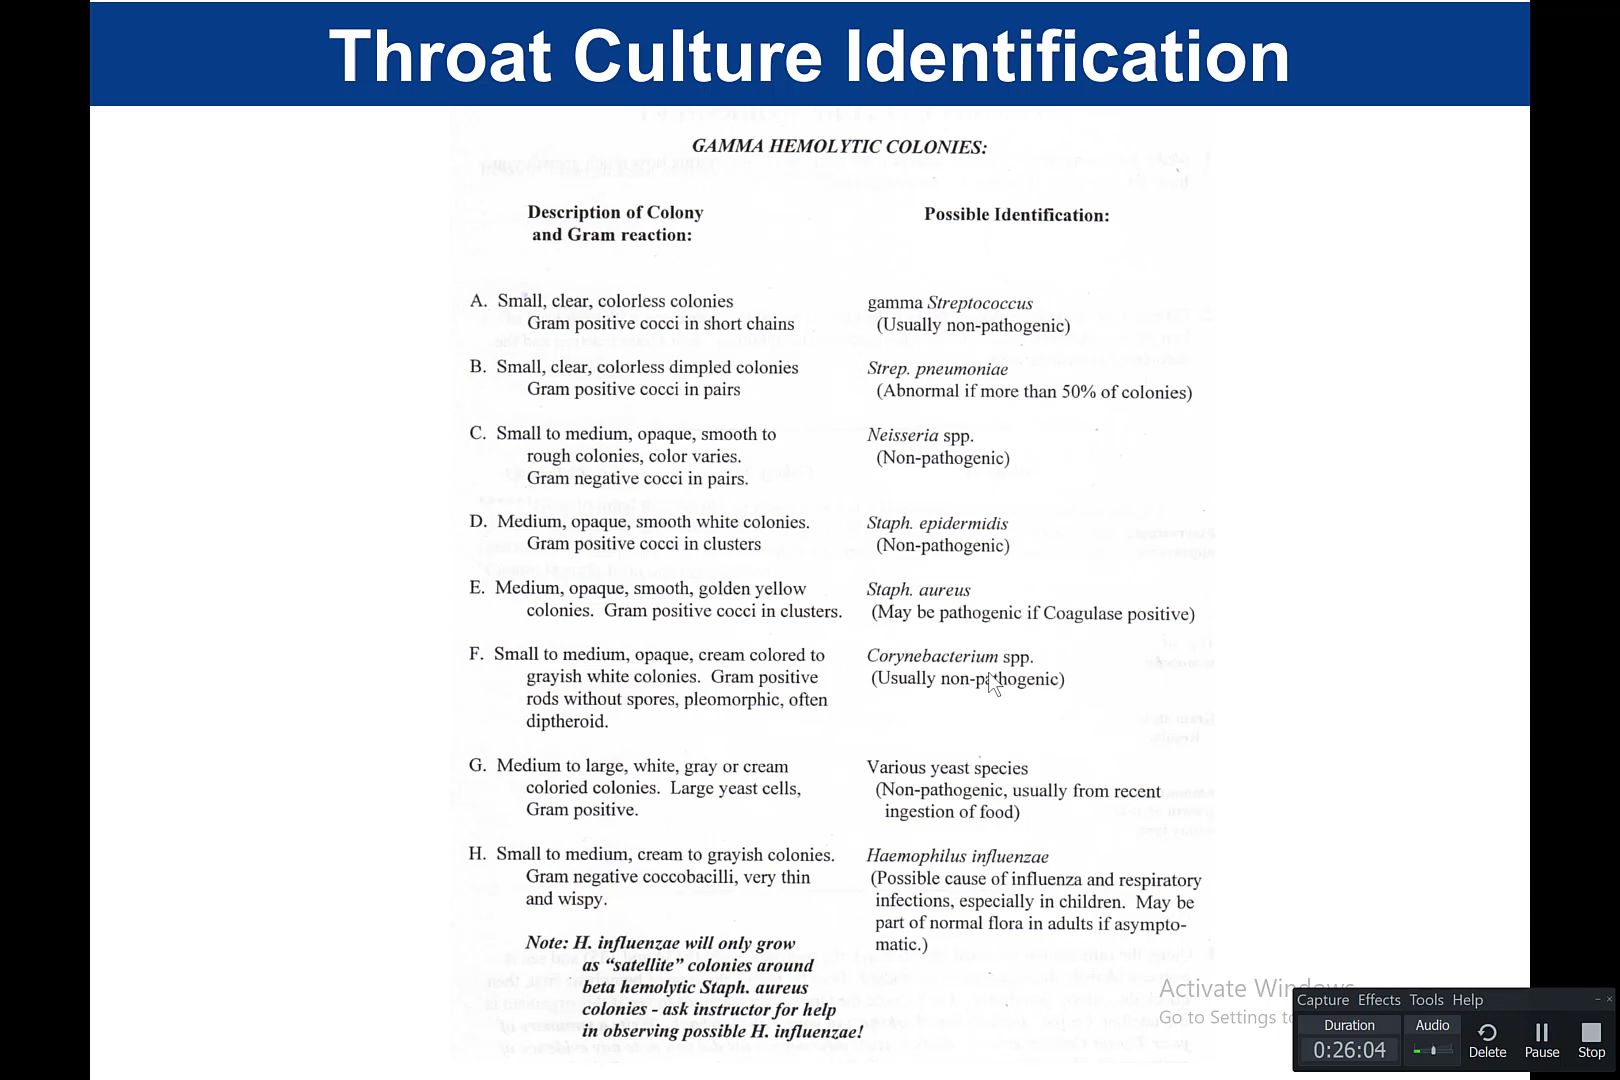 Throat Culture Identification
GAMMA HEMOLYTIC COLONIES:
Description of Colony
and Gram reaction:
Possible Identification:
A. Small, clear, colorless colonies
Gram positive cocci in short chains
gamma Streptococcus
(Usually non-pathogenic)
B. Small, clear, colorless dimpled colonies
Gram positive cocci in pairs
Strep. pneumoniae
(Abnormal if more than 50% of colonies)
C. Small to medium, opaque, smooth to
rough colonies, color varies.
Gram negative cocci in pairs.
Neisseria spp.
(Non-pathogenic)
D. Medium, opaque, smooth white colonies.
Gram positive cocci in clusters
Staph. epidermidis
(Non-pathogenic)
E. Medium, opaque, smooth, golden yellow
colonies. Gram positive cocci in clusters.
Staph. aureus
(May be pathogenic if Coagulase positive)
F. Small to medium, opaque, cream colored to
grayish white colonies. Gram positive
rods without spores, pleomorphic, often
diptheroid.
Corynebacterium spp.
(Usually non-pathogenic)
G. Medium to large, white, gray or cream
coloried colonies. Large yeast cells,
Gram positive.
Various yeast species
(Non-pathogenic, usually from recent
ingestion of food)
H. Small to medium, cream to grayish colonies.
Gram negative coccobacilli, very thin
and wispy.
Haemophilus influenzae
(Possible cause of influenza and respiratory
infections, especially in children. May be
part of normal flora in adults if asympto-
matic.)
Note: H. influenzae will only grow
as “satellite” colonies around
beta hemolytic Staph. aureus
colonies - ask instructor for help
in observing possible H. influenzae!
Activate Windows
Go to Settings to
Capture Effects Tools Help
Duration
0:26:04
Audio
Delete
Pause
Stop